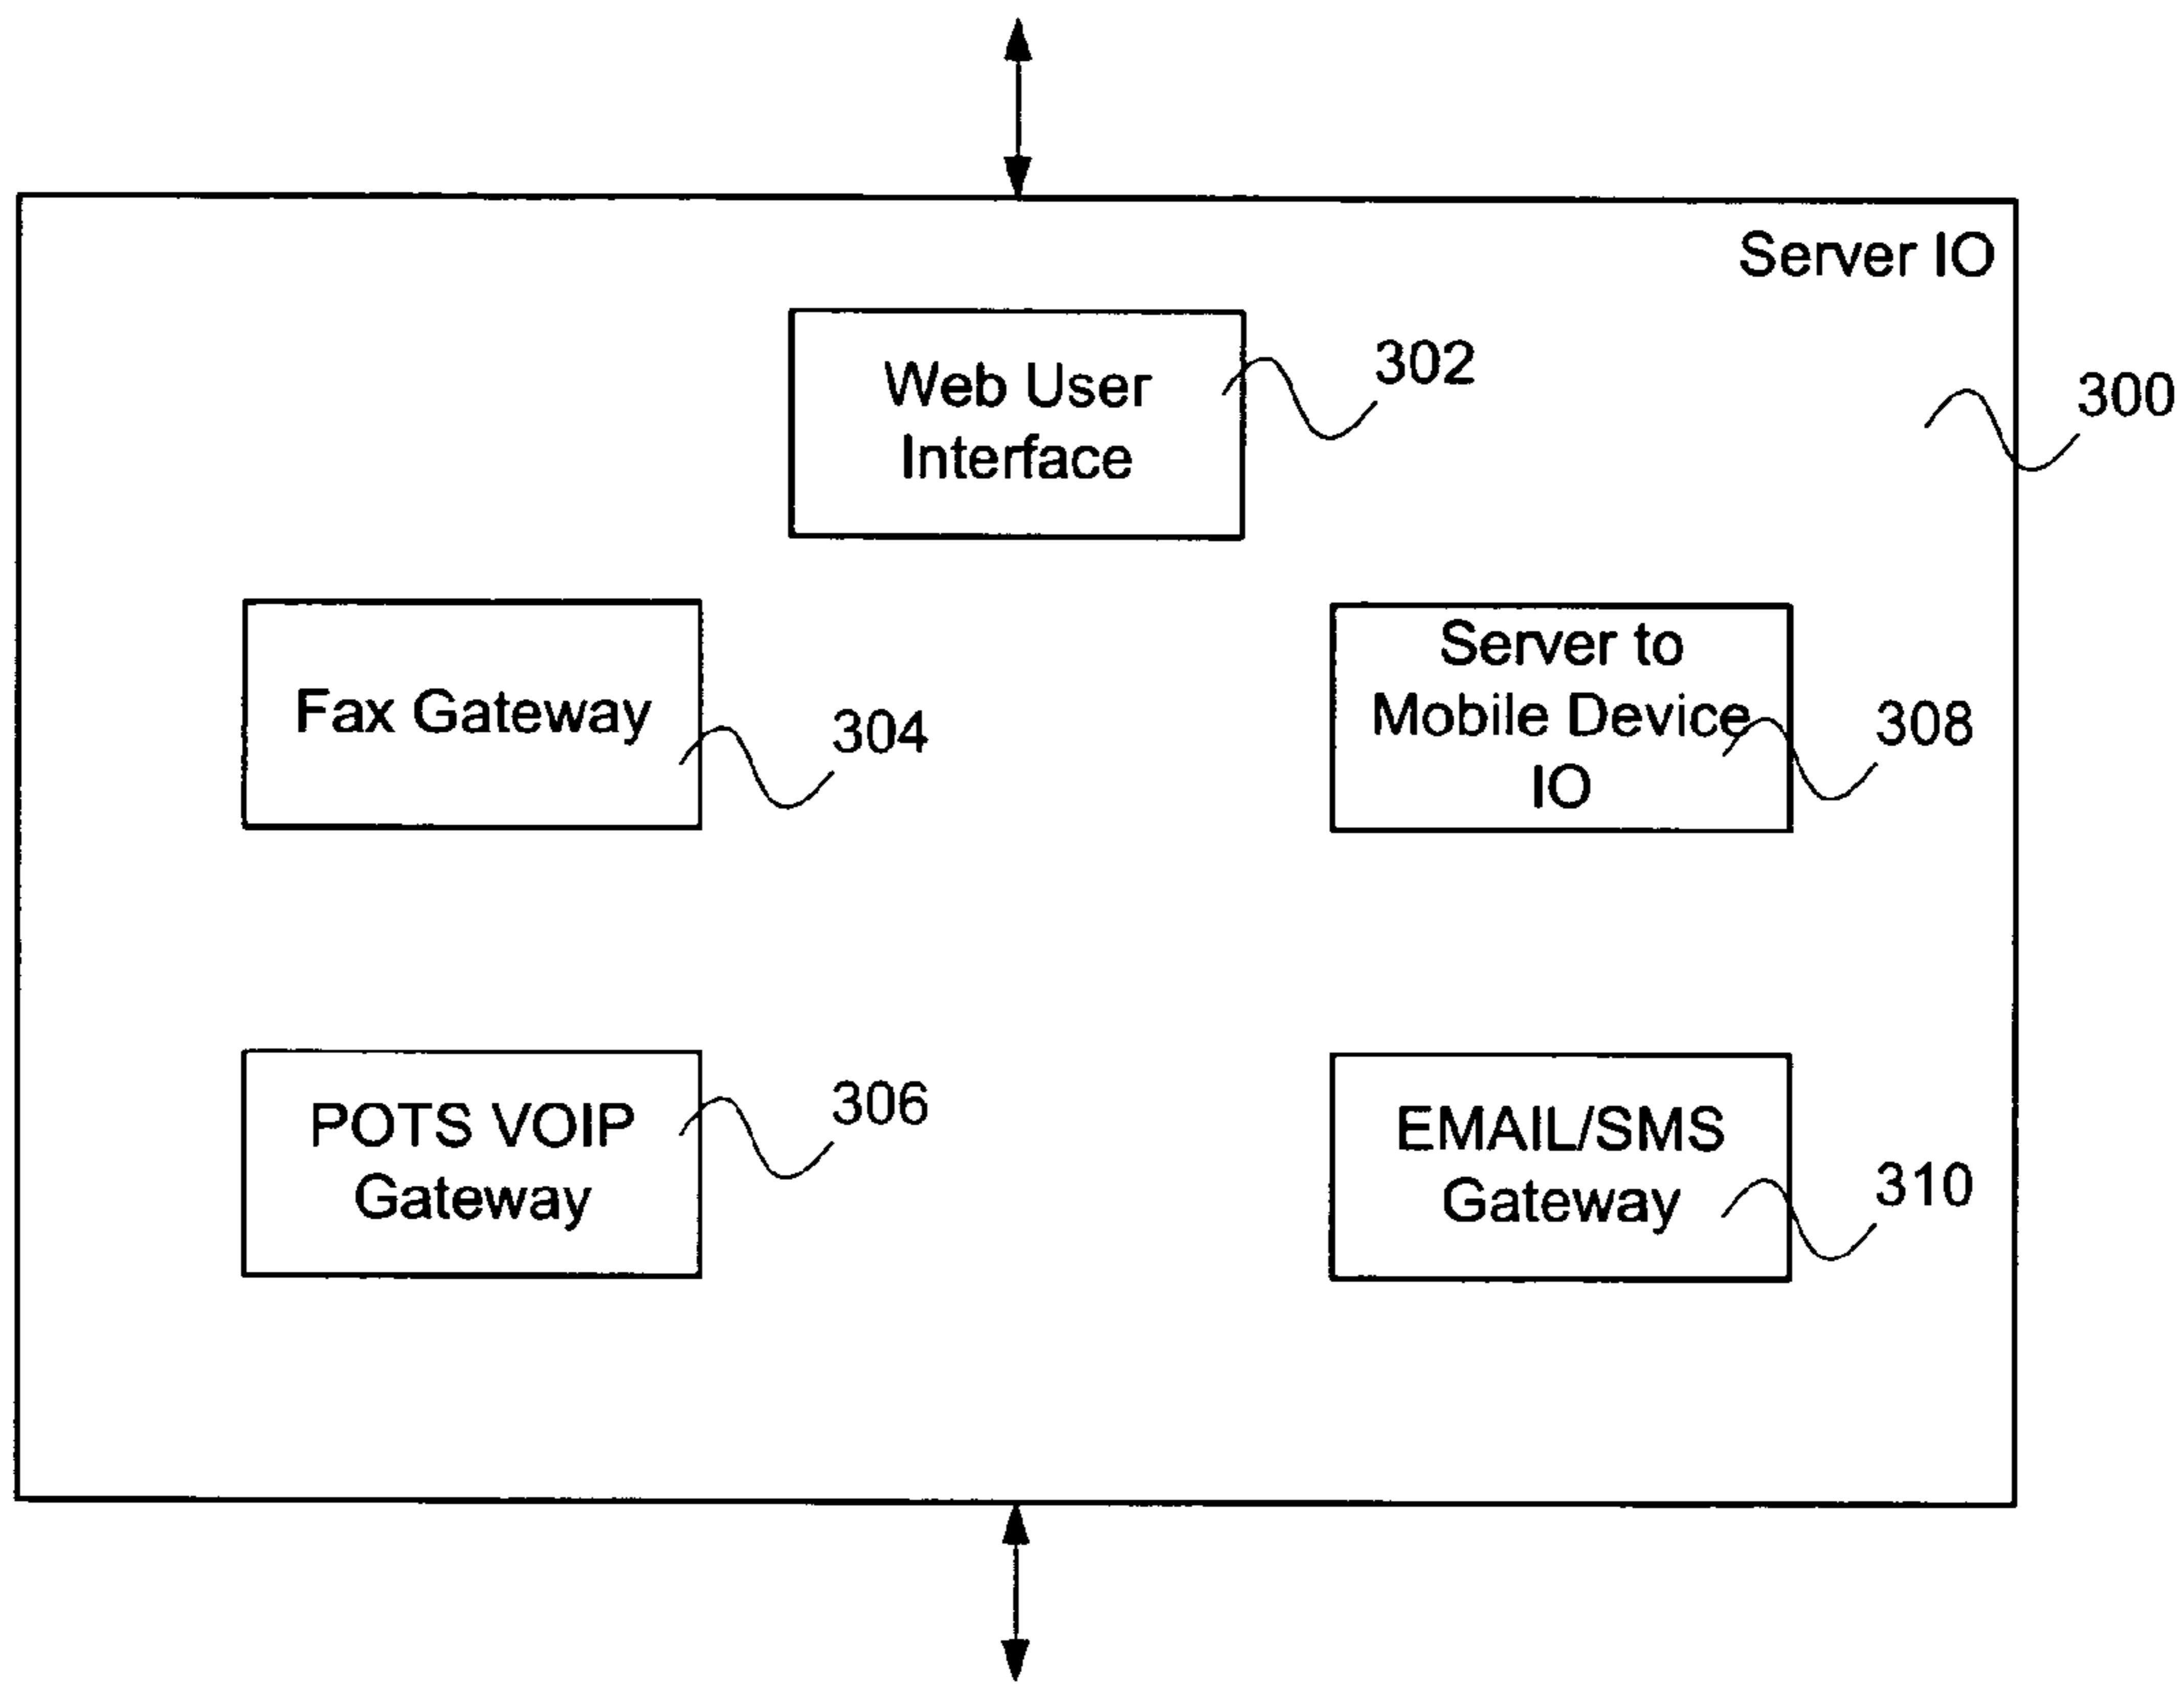 Server IO
Web User
Interface
302
300
Fax Gateway
304
Server to
Mobile Device
IO
308
POTS VOIP
Gateway
306
EMAIL/SMS
Gateway
310